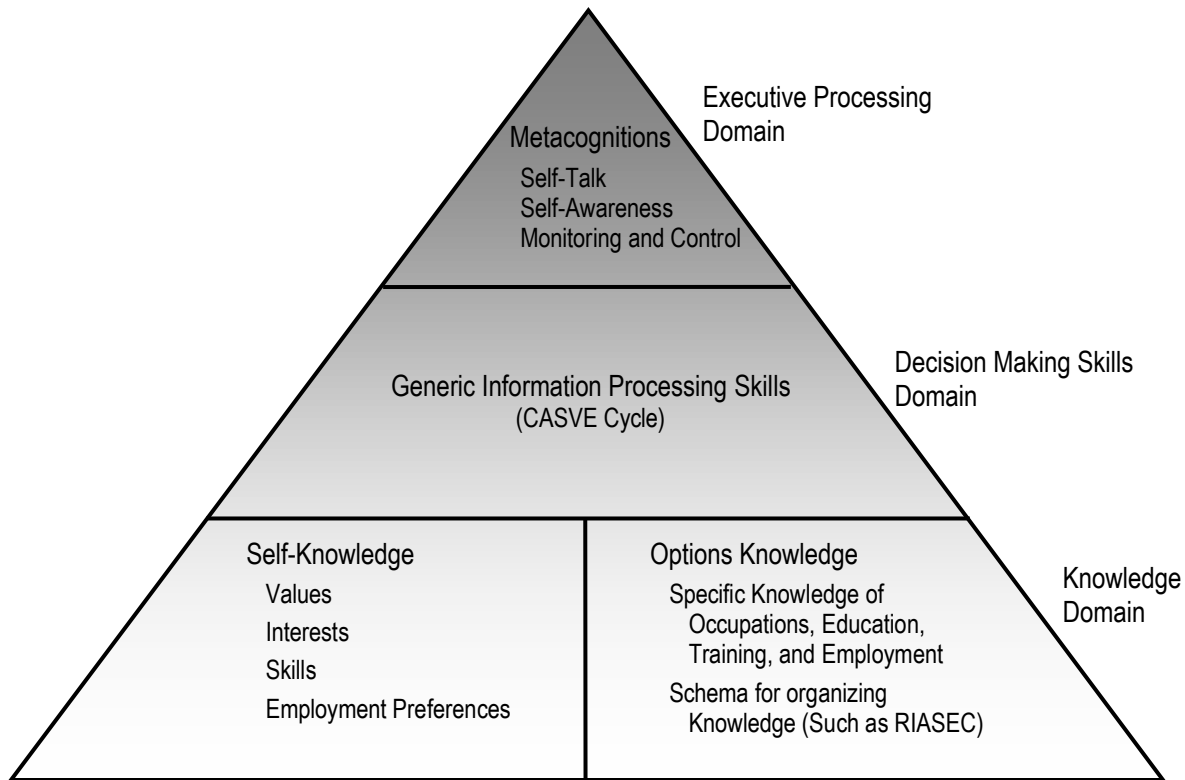 Executive Processing
Domain
Metacognitions
Self-Talk
Self-Awareness
Monitoring and Control
Decision Making Skills
Domain
Generic Information Processing Skills
(CASVE Cycle)
Knowledge
Domain
Self-Knowledge
Values
Interests
Skills
Employment Preferences
Options Knowledge
Specific Knowledge of
Occupations, Education,
Training, and Employment
Schema for organizing
Knowledge (Such as RIASEC)